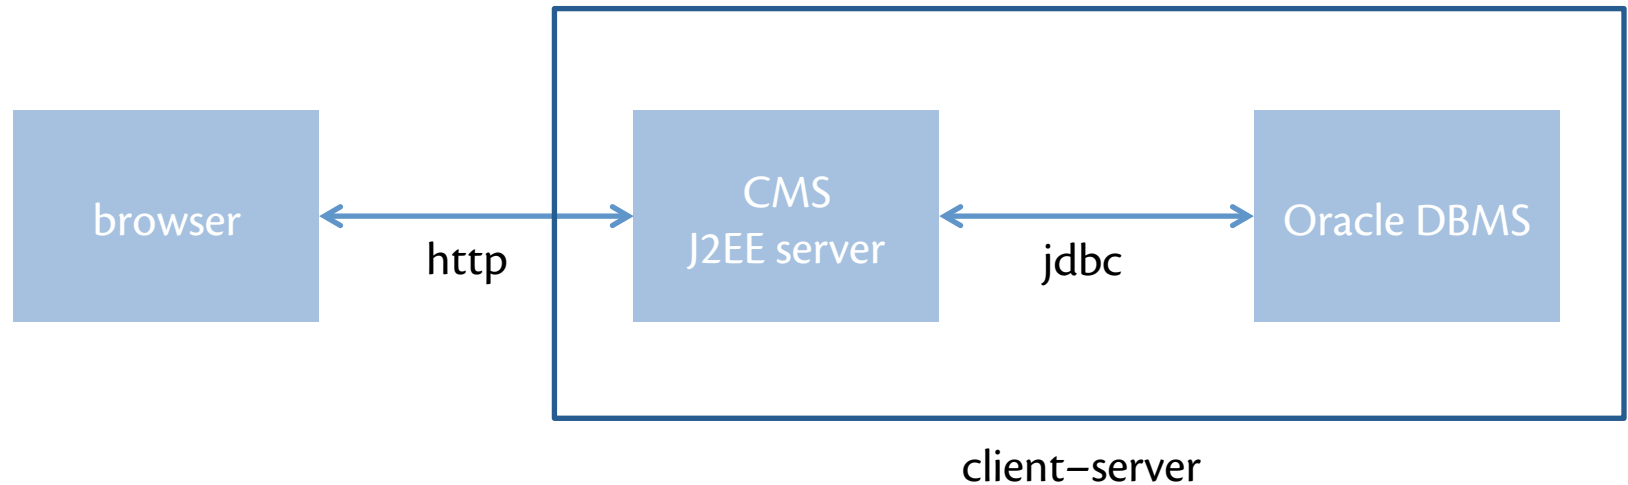 browser
http
CMS
J2EE server
jdbc
Oracle DBMS
client–server